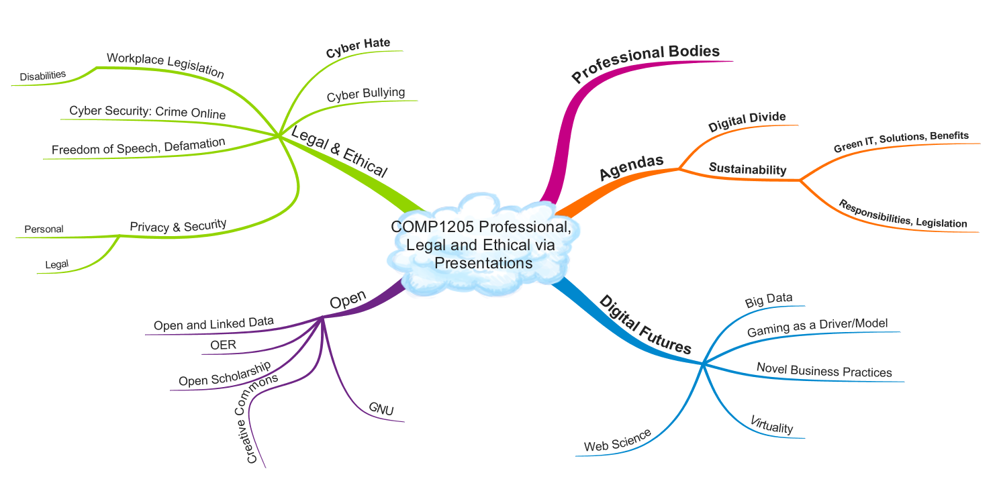 COMP1205 Professional,
Legal and Ethical via
Presentations
Professional Bodies
Agendas
Digital Divide
Sustainability
Green IT, Solutions, Benefits
Responsibilities, Legislation
Digital Futures
Big Data
Gaming as a Driver/Model
Novel Business Practices
Virtuality
Web Science
Open
Open and Linked Data
OER
Open Scholarship
Creative Commons
GNU
Legal & Ethical
Cyber Hate
Cyber Bullying
Workplace Legislation
Disabilities
Cyber Security: Crime Online
Freedom of Speech, Defamation
Privacy & Security
Personal
Legal